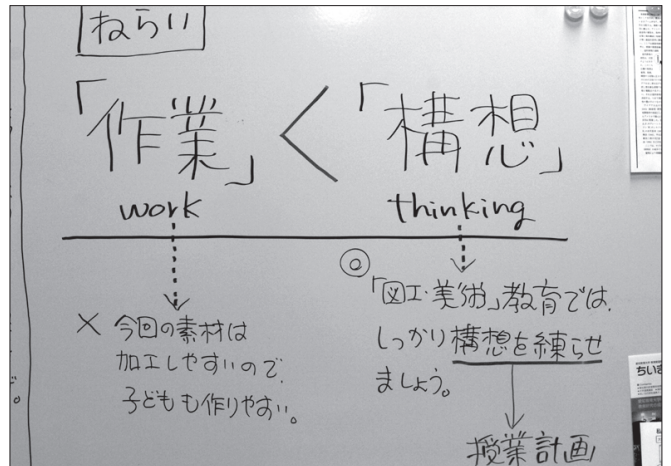 ねらい
「作業」<「構想」
work
thinking
× 今回の素材は
加工しやすいので、
子どもも作りやすい。
◎
「図工・美術」教育では、
しっかり構想を練らせ
ましょう。
授業計画
ちいき